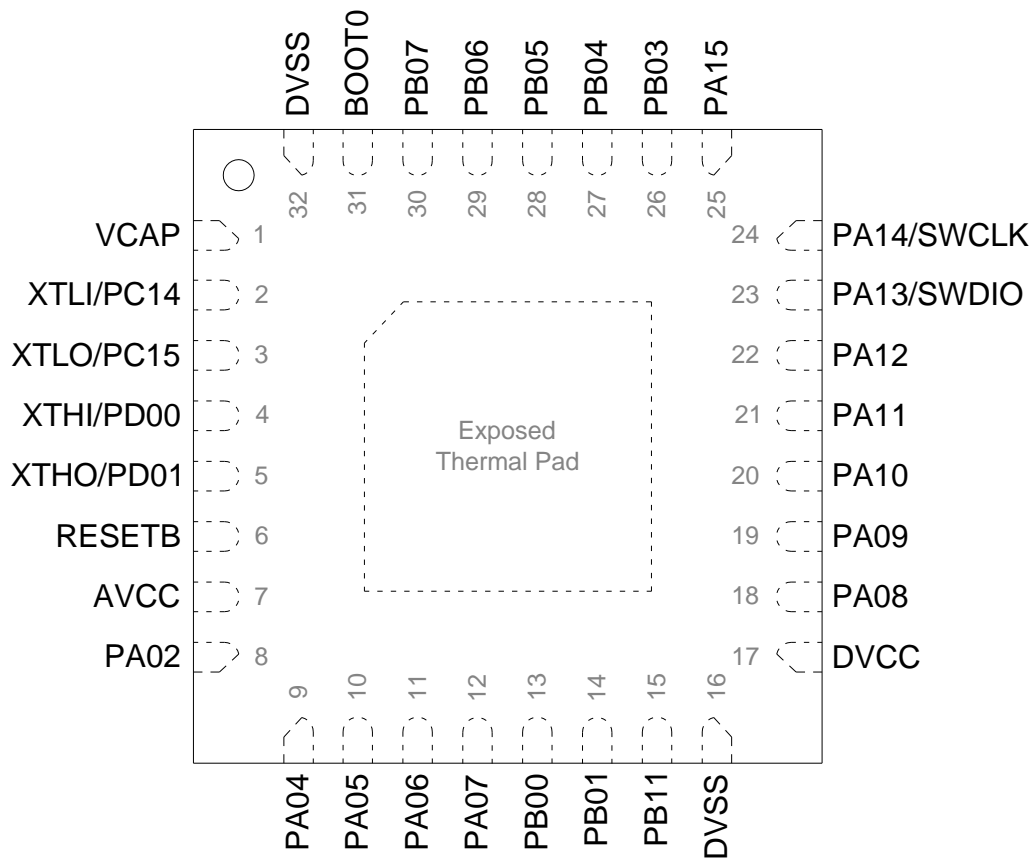 DVSS
BOOT0
PB07
PB06
PB05
PB04
PB03
PA15
32
31
30
29
28
27
26
25
VCAP 1
24 PA14/SWCLK
XTLI/PC14 2
23 PA13/SWDIO
XTLO/PC15 3
22 PA12
XTHI/PD00 4
21 PA11
Exposed
Thermal Pad
XTHO/PD01 5
20 PA10
RESETB 6
19 PA09
AVCC 7
18 PA08
PA02 8
17 DVCC
9
10
11
12
13
14
15
16
PA04
PA05
PA06
PA07
PB00
PB01
PB11
DVSS